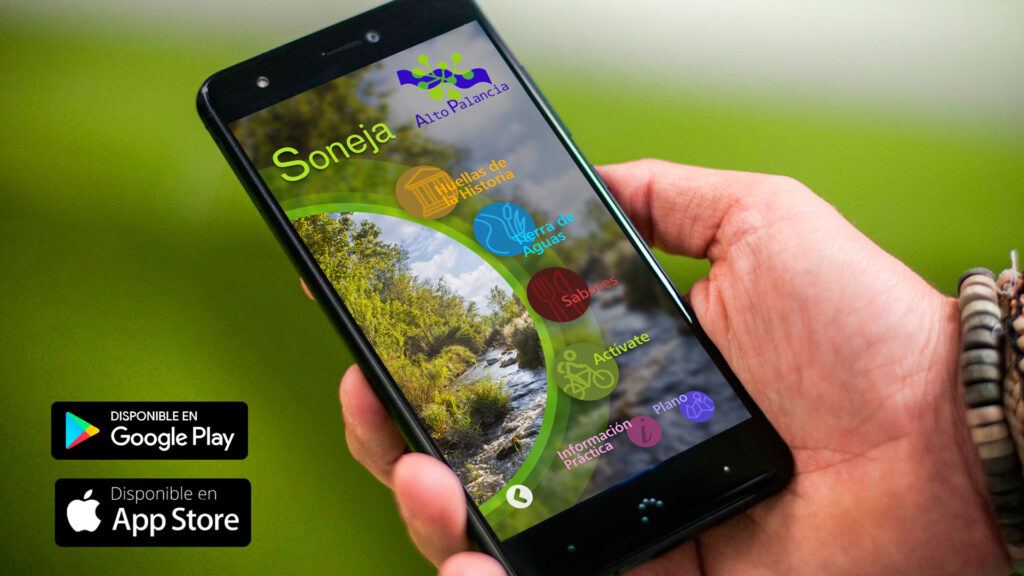 Alto Palancia
Soneja
Huellas de
la Historia
Tierra de
Aguas
Sabores
Actívate
Plano
Información
Práctica
DISPONIBLE EN
Google Play
Disponible en
App Store